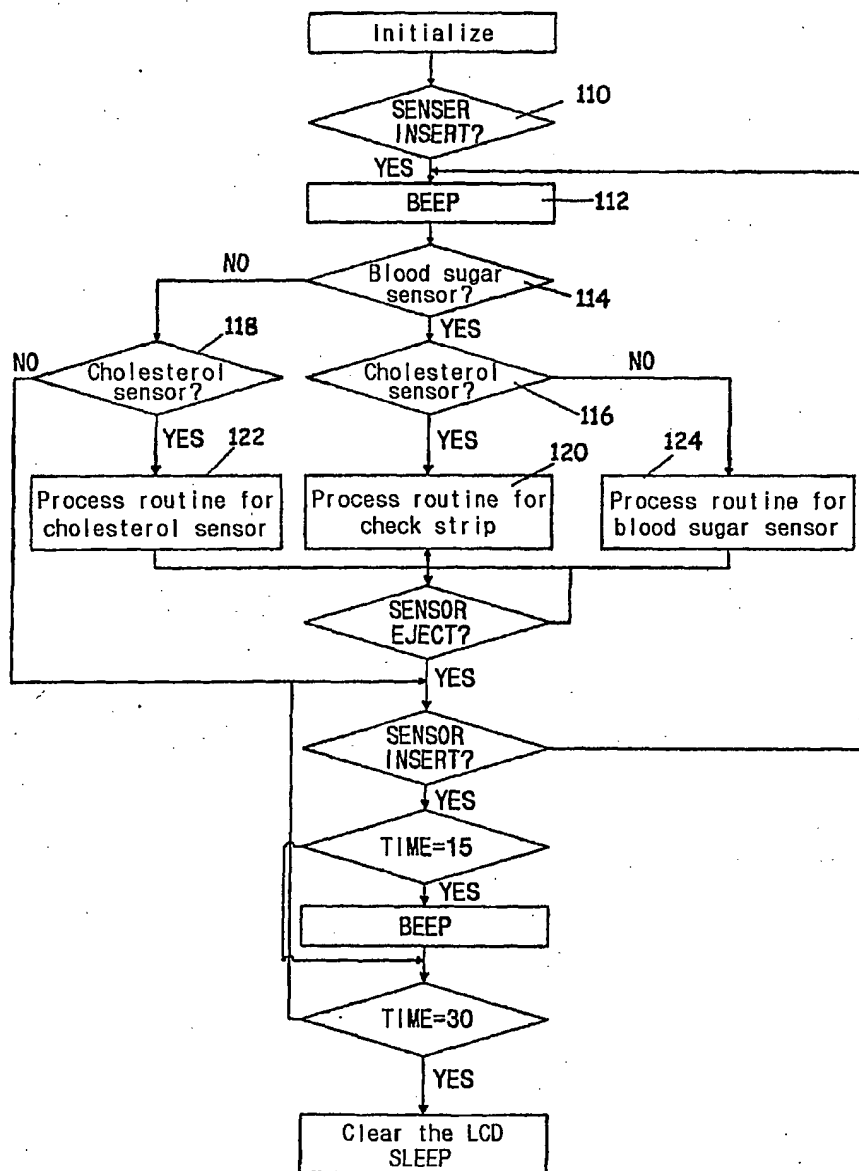 Initialize
110
SENSER
INSERT?
YES
BEEP
112
NO
Blood sugar
sensor?
114
YES
118
NO
Cholesterol
sensor?
Cholesterol
sensor?
NO
116
YES
122
YES
120
124
Process routine for
cholesterol sensor
Process routine for
check strip
Process routine for
blood sugar sensor
SENSOR
EJECT?
YES
SENSOR
INSERT?
YES
TIME=15
YES
BEEP
TIME=30
YES
Clear the LCD
SLEEP